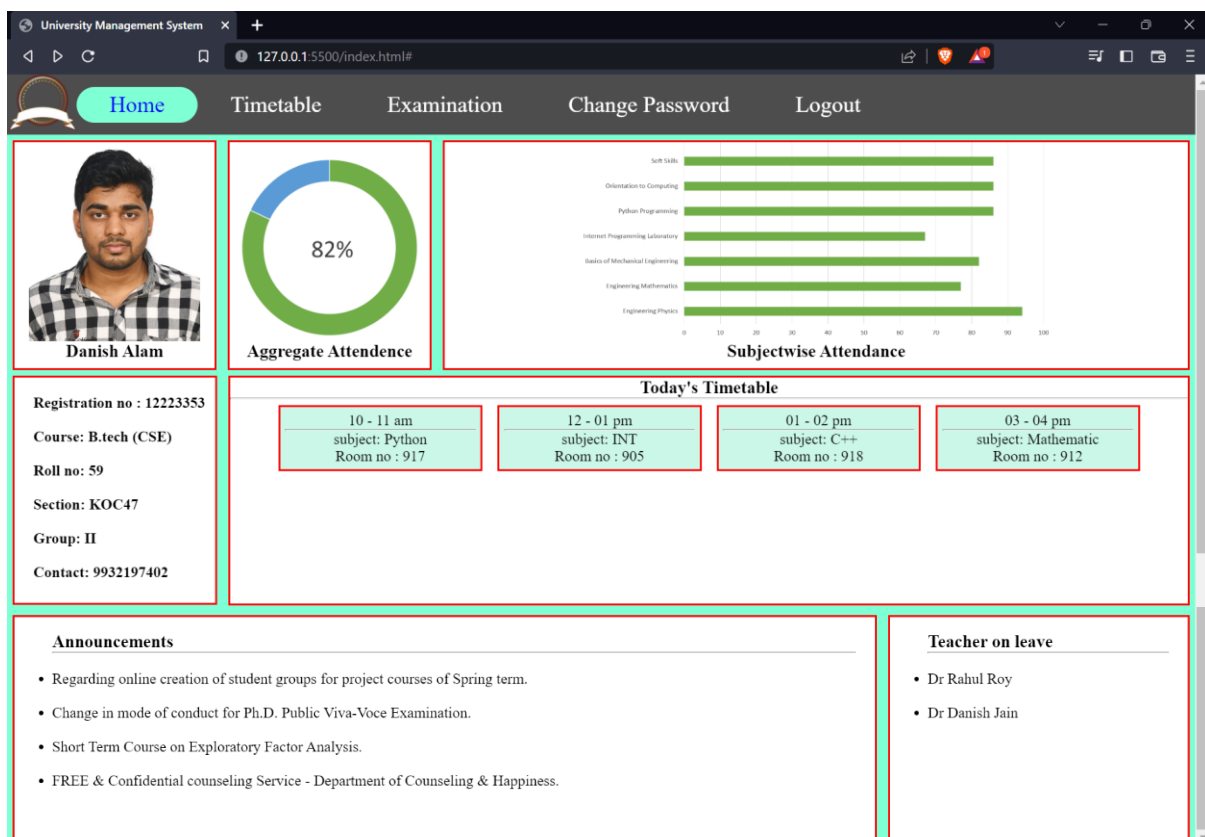 University Management System
127.0.0.1:5500/index.html#
1
Home Timetable Examination Change Password Logout
Danish Alam
82%
Aggregate Attendence
Soft Skills
Orientation to Computing
Python Programming
Internet Programming Laboratory
Basics of Mechanical Engineering
Engineering Mathematics
Engineering Physics
0 10 20 30 40 50 60 70 80 90 100
Subjectwise Attendance
Registration no : 12223353
Course: B.tech (CSE)
Roll no: 59
Section: KOC47
Group: II
Contact: 9932197402
Today's Timetable
10 - 11 am
subject: Python
Room no : 917
12 - 01 pm
subject: INT
Room no : 905
01 - 02 pm
subject: C++
Room no : 918
03 - 04 pm
subject: Mathematic
Room no : 912
Announcements
• Regarding online creation of student groups for project courses of Spring term.
• Change in mode of conduct for Ph.D. Public Viva-Voce Examination.
• Short Term Course on Exploratory Factor Analysis.
• FREE & Confidential counseling Service - Department of Counseling & Happiness.
Teacher on leave
• Dr Rahul Roy
• Dr Danish Jain